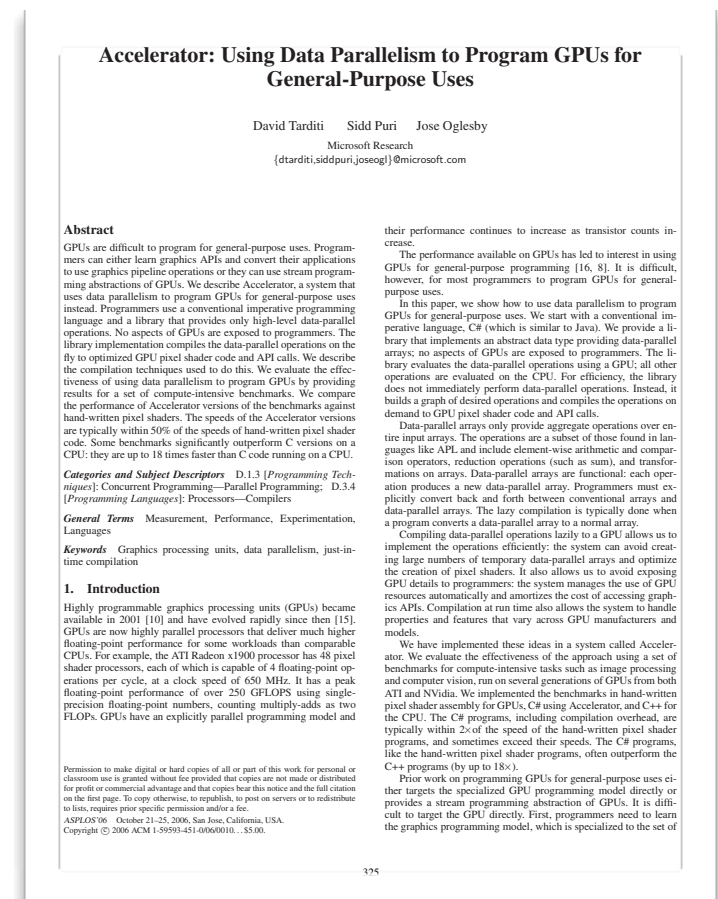 Accelerator: Using Data Parallelism to Program GPUs for
General-Purpose Uses
David Tarditi Sidd Puri Jose Oglesby
Microsoft Research
{dtarditi,siddpuri,joseogl}@microsoft.com
Abstract
GPUs are difficult to program for general-purpose uses. Program-
mers can either learn graphics APIs and convert their applications
to use graphics pipeline operations or they can use stream program-
ming abstractions of GPUs. We describe Accelerator, a system that
uses data parallelism to program GPUs for general-purpose uses
instead. Programmers use a conventional imperative programming
language and a library that provides only high-level data-parallel
operations. No aspects of GPUs are exposed to programmers. The
library implementation compiles the data-parallel operations on the
fly to optimized GPU pixel shader code and API calls. We describe
the compilation techniques used to do this. We evaluate the effec-
tiveness of using data parallelism to program GPUs by providing
results for a set of compute-intensive benchmarks. We compare
the performance of Accelerator versions of the benchmarks against
hand-written pixel shaders. The speeds of the Accelerator versions
are typically within 50% of the speeds of hand-written pixel shader
code. Some benchmarks significantly outperform C versions on a
CPU: they are up to 18 times faster than C code running on a CPU.
Categories and Subject Descriptors D.1.3 [Programming Tech-
niques]: Concurrent Programming—Parallel Programming; D.3.4
[Programming Languages]: Processors—Compilers
General Terms Measurement, Performance, Experimentation,
Languages
Keywords Graphics processing units, data parallelism, just-in-
time compilation
1. Introduction
Highly programmable graphics processing units (GPUs) became
available in 2001 [10] and have evolved rapidly since then [15].
GPUs are now highly parallel processors that deliver much higher
floating-point performance for some workloads than comparable
CPUs. For example, the ATI Radeon x1900 processor has 48 pixel
shader processors, each of which is capable of 4 floating-point op-
erations per cycle, at a clock speed of 650 MHz. It has a peak
floating-point performance of over 250 GFLOPS using single-
precision floating-point numbers, counting multiply-adds as two
FLOPs. GPUs have an explicitly parallel programming model and
Permission to make digital or hard copies of all or part of this work for personal or
classroom use is granted without fee provided that copies are not made or distributed
for profit or commercial advantage and that copies bear this notice and the full citation
on the first page. To copy otherwise, to republish, to post on servers or to redistribute
to lists, requires prior specific permission and/or a fee.
ASPLOS'06 October 21–25, 2006, San Jose, California, USA.
Copyright © 2006 ACM 1-59593-451-0/06/0010...$5.00.
their performance continues to increase as transistor counts in-
crease.
The performance available on GPUs has led to interest in using
GPUs for general-purpose programming [16, 8]. It is difficult,
however, for most programmers to program GPUs for general-
purpose uses.
In this paper, we show how to use data parallelism to program
GPUs for general-purpose uses. We start with a conventional im-
perative language, C# (which is similar to Java). We provide a li-
brary that implements an abstract data type providing data-parallel
arrays; no aspects of GPUs are exposed to programmers. The li-
brary evaluates the data-parallel operations using a GPU; all other
operations are evaluated on the CPU. For efficiency, the library
does not immediately perform data-parallel operations. Instead, it
builds a graph of desired operations and compiles the operations on
demand to GPU pixel shader code and API calls.
Data-parallel arrays only provide aggregate operations over en-
tire input arrays. The operations are a subset of those found in lan-
guages like APL and include element-wise arithmetic and compar-
ison operators, reduction operations (such as sum), and transfor-
mations on arrays. Data-parallel arrays are functional: each oper-
ation produces a new data-parallel array. Programmers must ex-
plicitly convert back and forth between conventional arrays and
data-parallel arrays. The lazy compilation is typically done when
a program converts a data-parallel array to a normal array.
Compiling data-parallel operations lazily to a GPU allows us to
implement the operations efficiently: the system can avoid creat-
ing large numbers of temporary data-parallel arrays and optimize
the creation of pixel shaders. It also allows us to avoid exposing
GPU details to programmers: the system manages the use of GPU
resources automatically and amortizes the cost of accessing graph-
ics APIs. Compilation at run time also allows the system to handle
properties and features that vary across GPU manufacturers and
models.
We have implemented these ideas in a system called Acceler-
ator. We evaluate the effectiveness of the approach using a set of
benchmarks for compute-intensive tasks such as image processing
and computer vision, run on several generations of GPUs from both
ATI and NVidia. We implemented the benchmarks in hand-written
pixel shader assembly for GPUs, C# using Accelerator, and C++ for
the CPU. The C# programs, including compilation overhead, are
typically within 2× of the speed of the hand-written pixel shader
programs, and sometimes exceed their speeds. The C# programs,
like the hand-written pixel shader programs, often outperform the
C++ programs (by up to 18×).
Prior work on programming GPUs for general-purpose uses ei-
ther targets the specialized GPU programming model directly or
provides a stream programming abstraction of GPUs. It is diffi-
cult to target the GPU directly. First, programmers need to learn
the graphics programming model, which is specialized to the set of
325